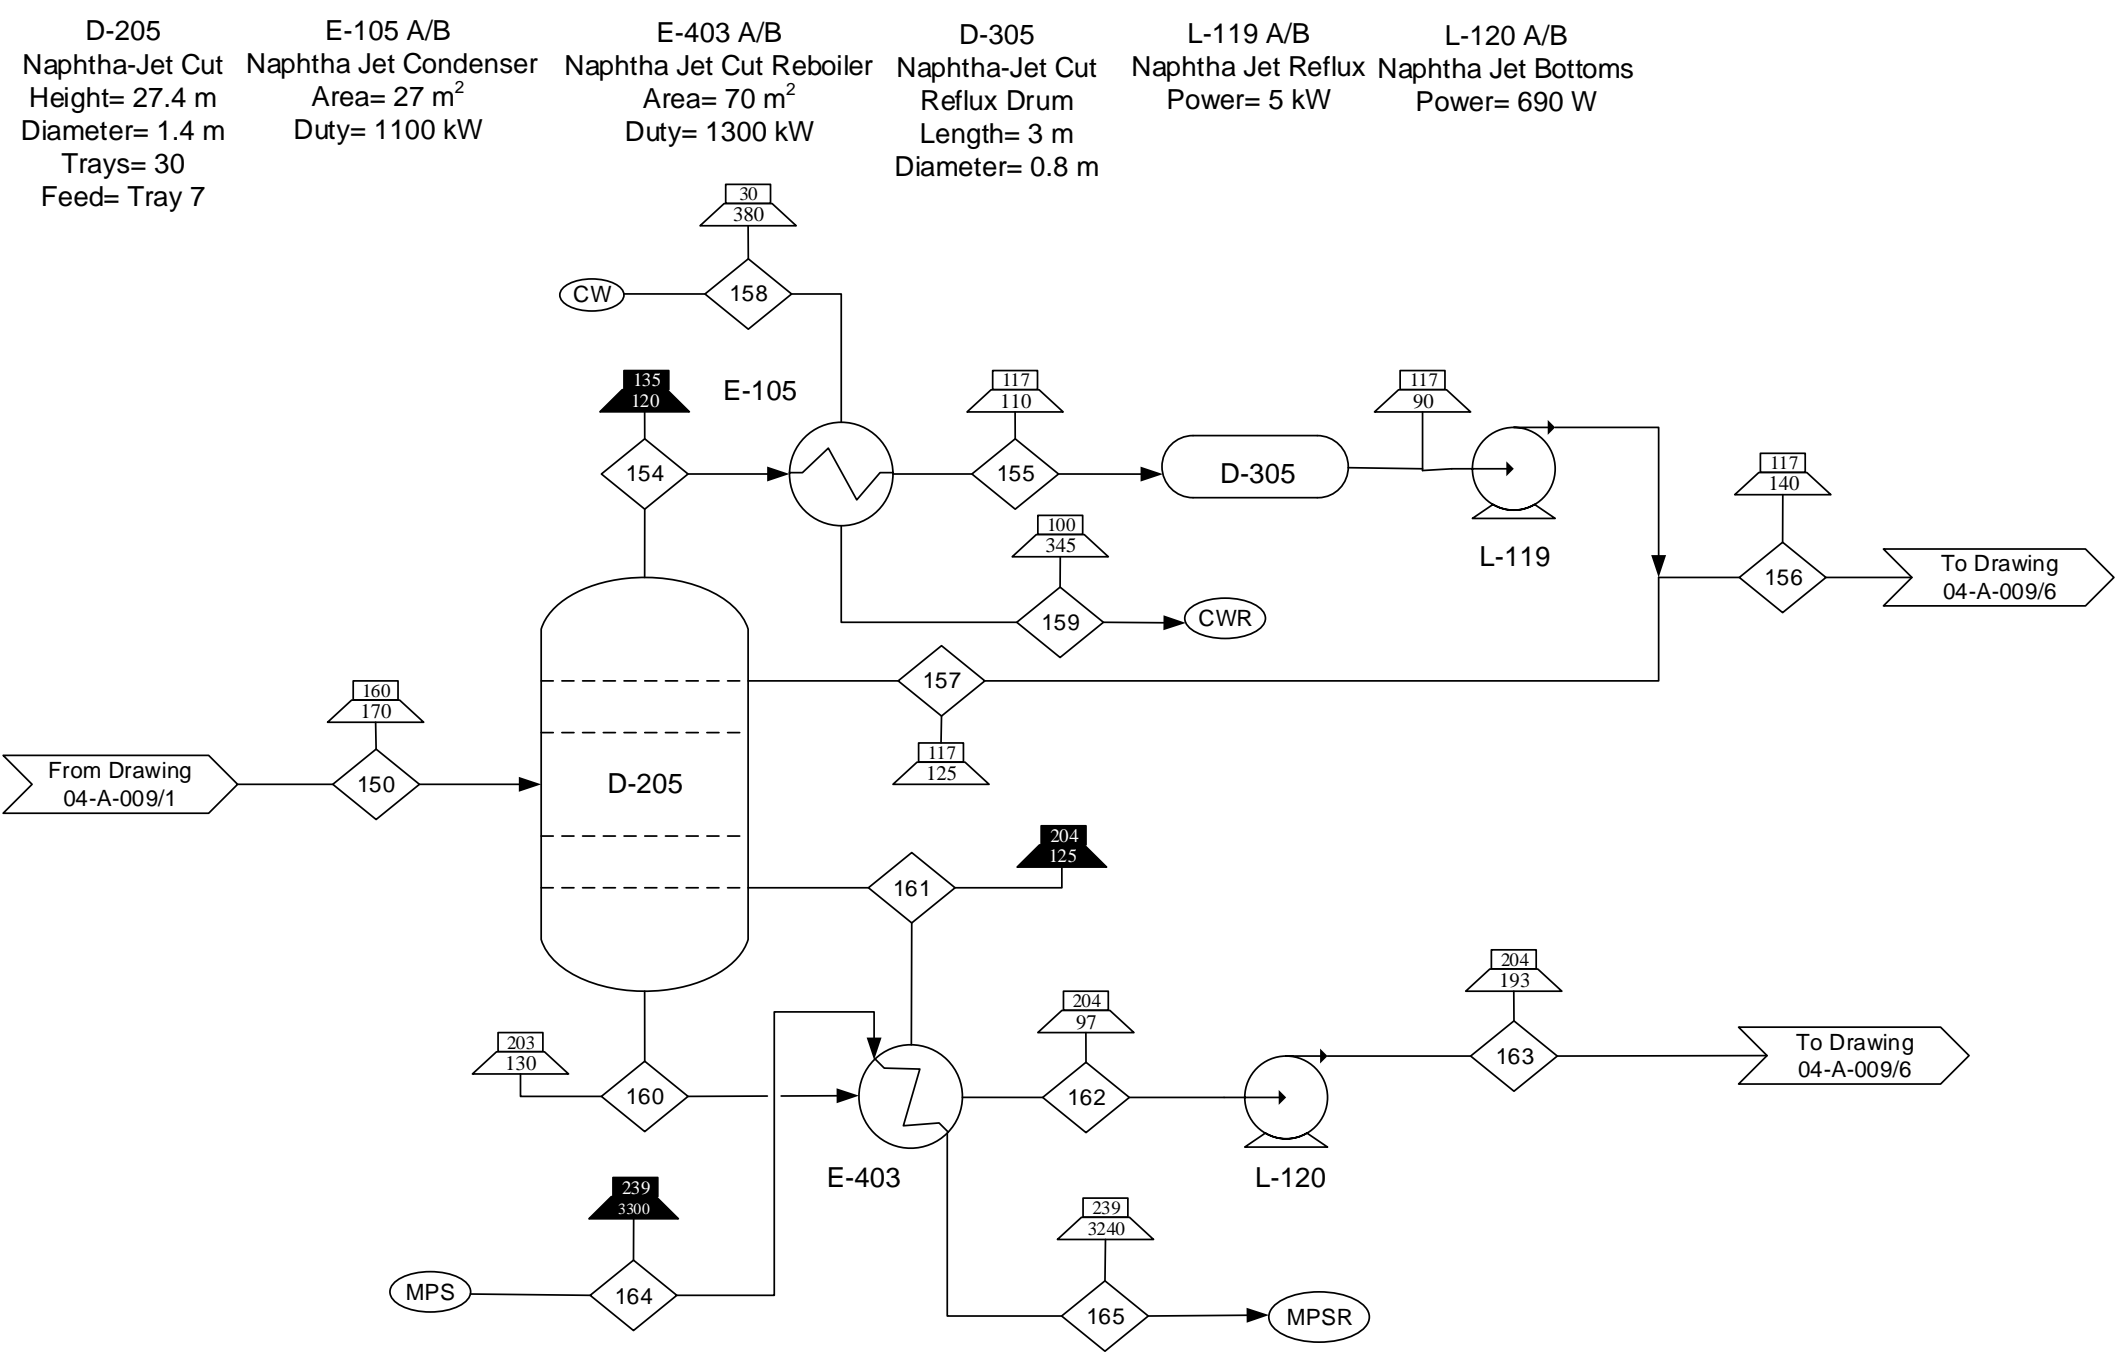 D-205
Naphtha-Jet Cut
Height= 27.4 m
Diameter= 1.4 m
Trays= 30
Feed= Tray 7
E-105 A/B
Naphtha Jet Condenser
Area= 27 m²
Duty= 1100 kW
E-403 A/B
Naphtha Jet Cut Reboiler
Area= 70 m²
Duty= 1300 kW
D-305
Naphtha-Jet Cut
Reflux Drum
Length= 3 m
Diameter= 0.8 m
L-119 A/B
Naphtha Jet Reflux
Power= 5 kW
L-120 A/B
Naphtha Jet Bottoms
Power= 690 W
30
380
CW
158
135
120
E-105
117
110
117
90
154
155
D-305
L-119
117
140
100
345
156
To Drawing
04-A-009/6
159
CWR
157
117
125
160
170
From Drawing
04-A-009/1
150
D-205
204
125
161
204
193
203
130
204
97
163
To Drawing
04-A-009/6
160
162
E-403
L-120
239
3300
239
3240
MPS
164
165
MPSR